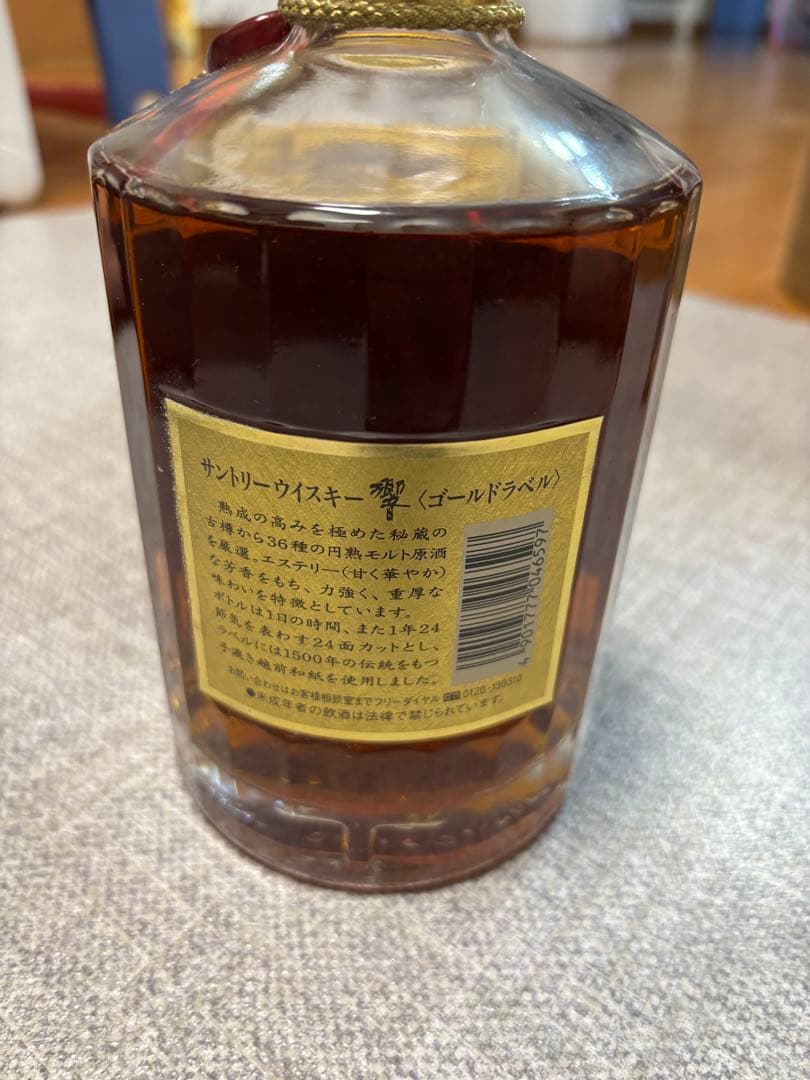 サントリーウイスキー 響 〈ゴールドラベル〉
熟成の高みを極めた秘蔵の
古樽から36種の円熟モルト原酒
を厳選。エステリー(甘く華やか)
な芳香をもち、力強く、重厚な
味わいを特徴としています。
ボトルは1日の時間、また1年24
節気を表わす24面カットとし、
ラベルには1500年の伝統をもつ
手漉き越前和紙を使用しました。
お問い合わせはお客様相談室までフリーダイヤル 0120-139310
●未成年者の飲酒は法律で禁じられています。
4 901777 046597